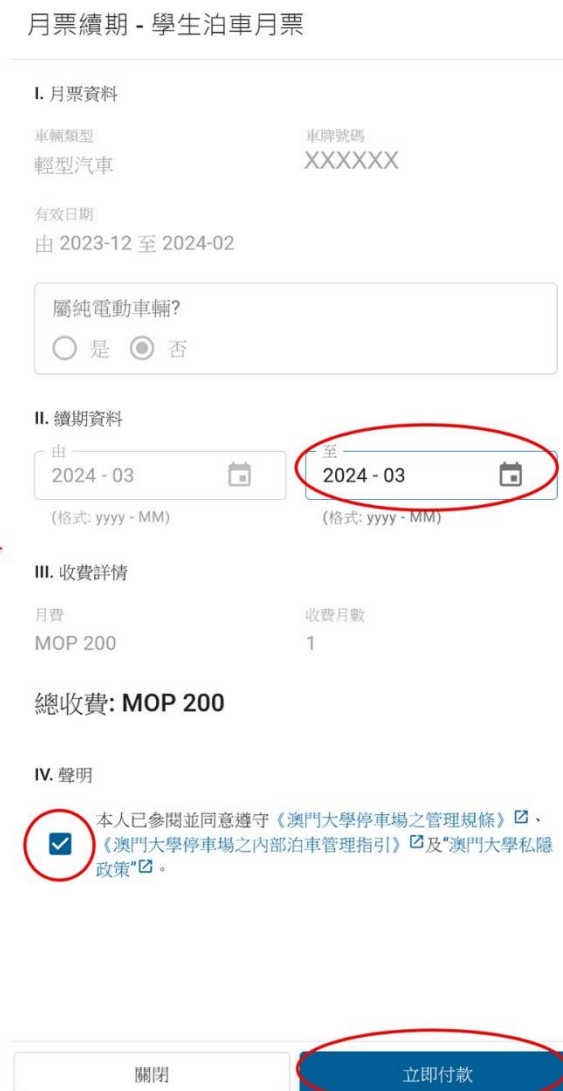 月票續期 - 學生泊車月票
I. 月票資料
車輛類型 車牌號碼
輕型汽車 XXXXXX
有效日期
由 2023-12 至 2024-02
屬純電動車輛?
是 否
II. 續期資料
由 至
2024 - 03 2024 - 03
(格式: yyyy - MM) (格式: yyyy - MM)
III. 收費詳情
月費 收費月數
MOP 200 1
總收費: MOP 200
IV. 聲明
本人已參閱並同意遵守《澳門大學停車場之管理規條》、
《澳門大學停車場之內部泊車管理指引》及“澳門大學私隱
政策”。
關閉 立即付款